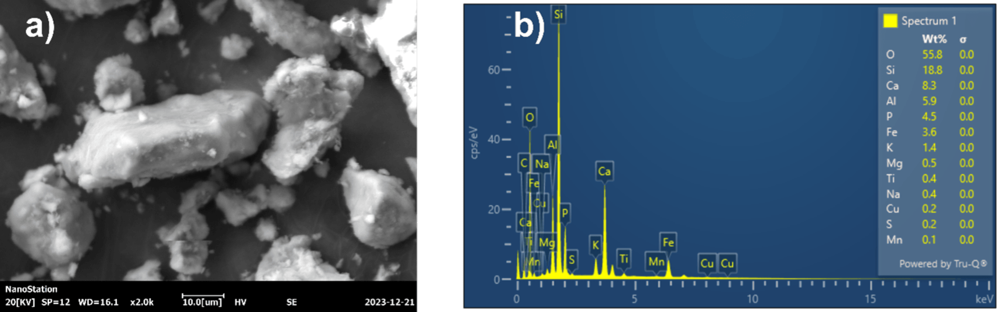 a)
NanoStation
20[KV] SP=12 WD=16.1 x2.0k 10.0[um] HV SE 2023-12-21
b)
Si
O
Al
C
Na
Ca
Fe
Cu
P
Ca
Ti
Mg
K
Fe
Mn
S
Ti
Mn
Cu
Cu
cps/eV
60
40
20
0
0 5 10 15 keV
Spectrum 1
Wt% σ
O 55.8 0.0
Si 18.8 0.0
Ca 8.3 0.0
Al 5.9 0.0
P 4.5 0.0
Fe 3.6 0.0
K 1.4 0.0
Mg 0.5 0.0
Ti 0.4 0.0
Na 0.4 0.0
Cu 0.2 0.0
S 0.2 0.0
Mn 0.1 0.0
Powered by Tru-Q®